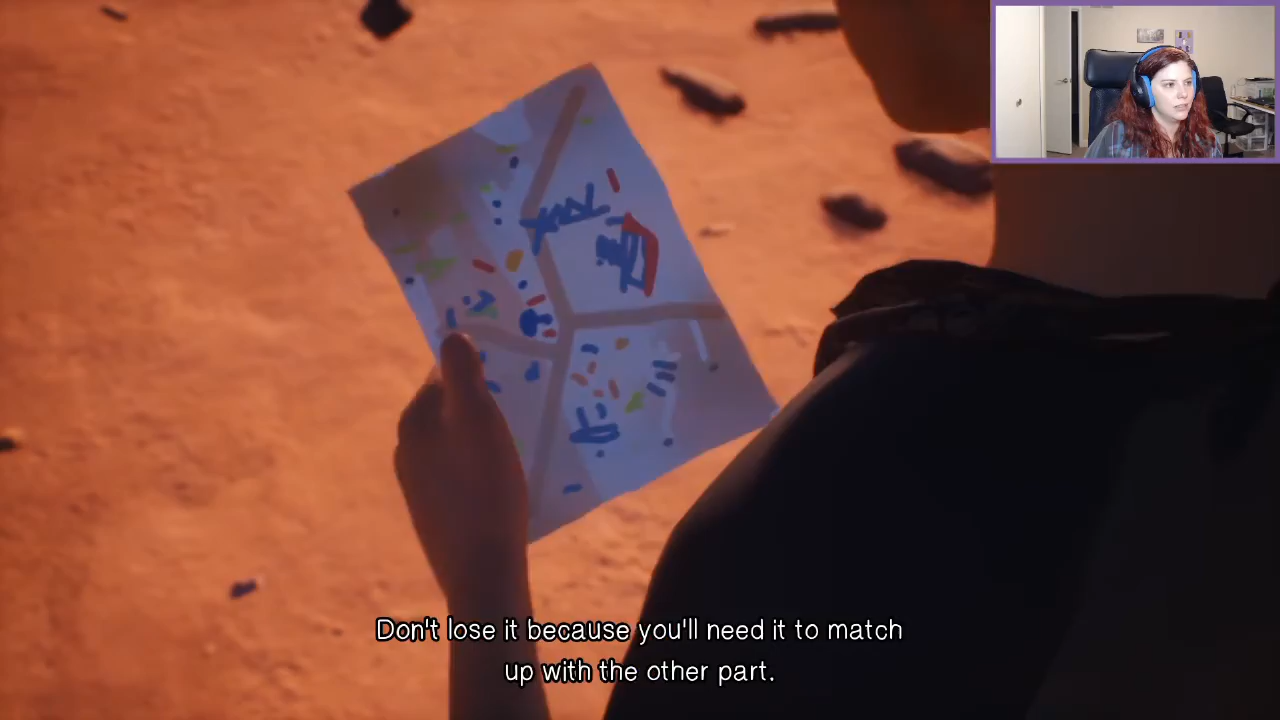 Don't lose it because you'll need it to match
up with the other part.